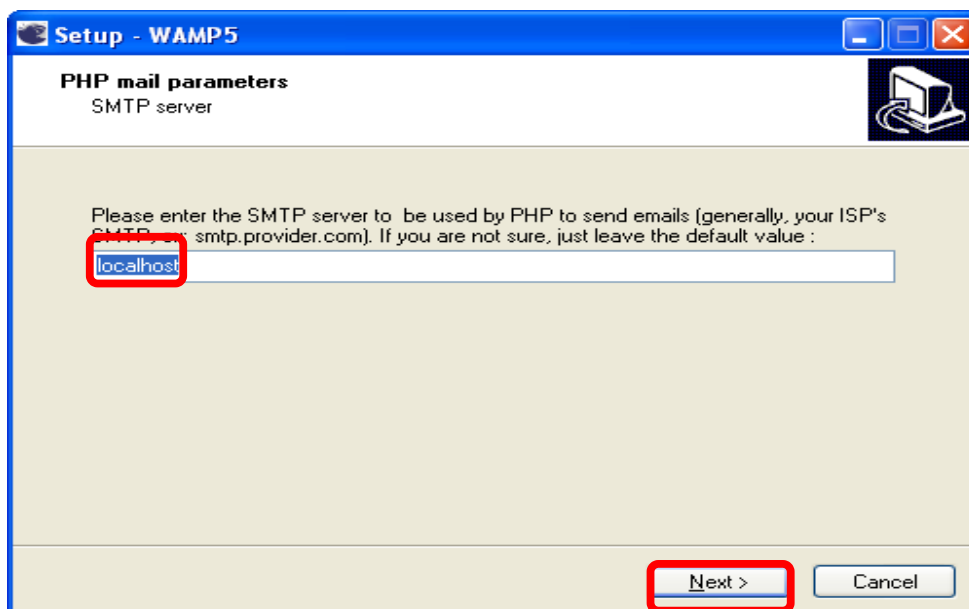 Setup - WAMP5
PHP mail parameters
SMTP server
Please enter the SMTP server to  be used by PHP to send emails (generally, your ISP's
SMTP, ex: smtp.provider.com). If you are not sure, just leave the default value :
localhost
Next >
Cancel